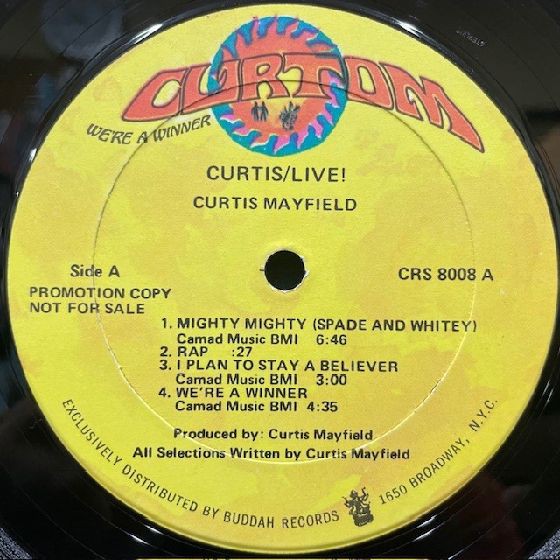 CURTOM
WE'RE A WINNER
CURTIS/LIVE!
CURTIS MAYFIELD
Side A
CRS 8008 A
PROMOTION COPY
NOT FOR SALE
1. MIGHTY MIGHTY (SPADE AND WHITEY)
Camad Music BMI 6:46
2. RAP :27
3. I PLAN TO STAY A BELIEVER
Camad Music BMI 3:00
4. WE'RE A WINNER
Camad Music BMI 4:35
Produced by: Curtis Mayfield
All Selections Written by Curtis Mayfield
EXCLUSIVELY DISTRIBUTED BY BUDDAH RECORDS 1650 BROADWAY, N.Y.C.